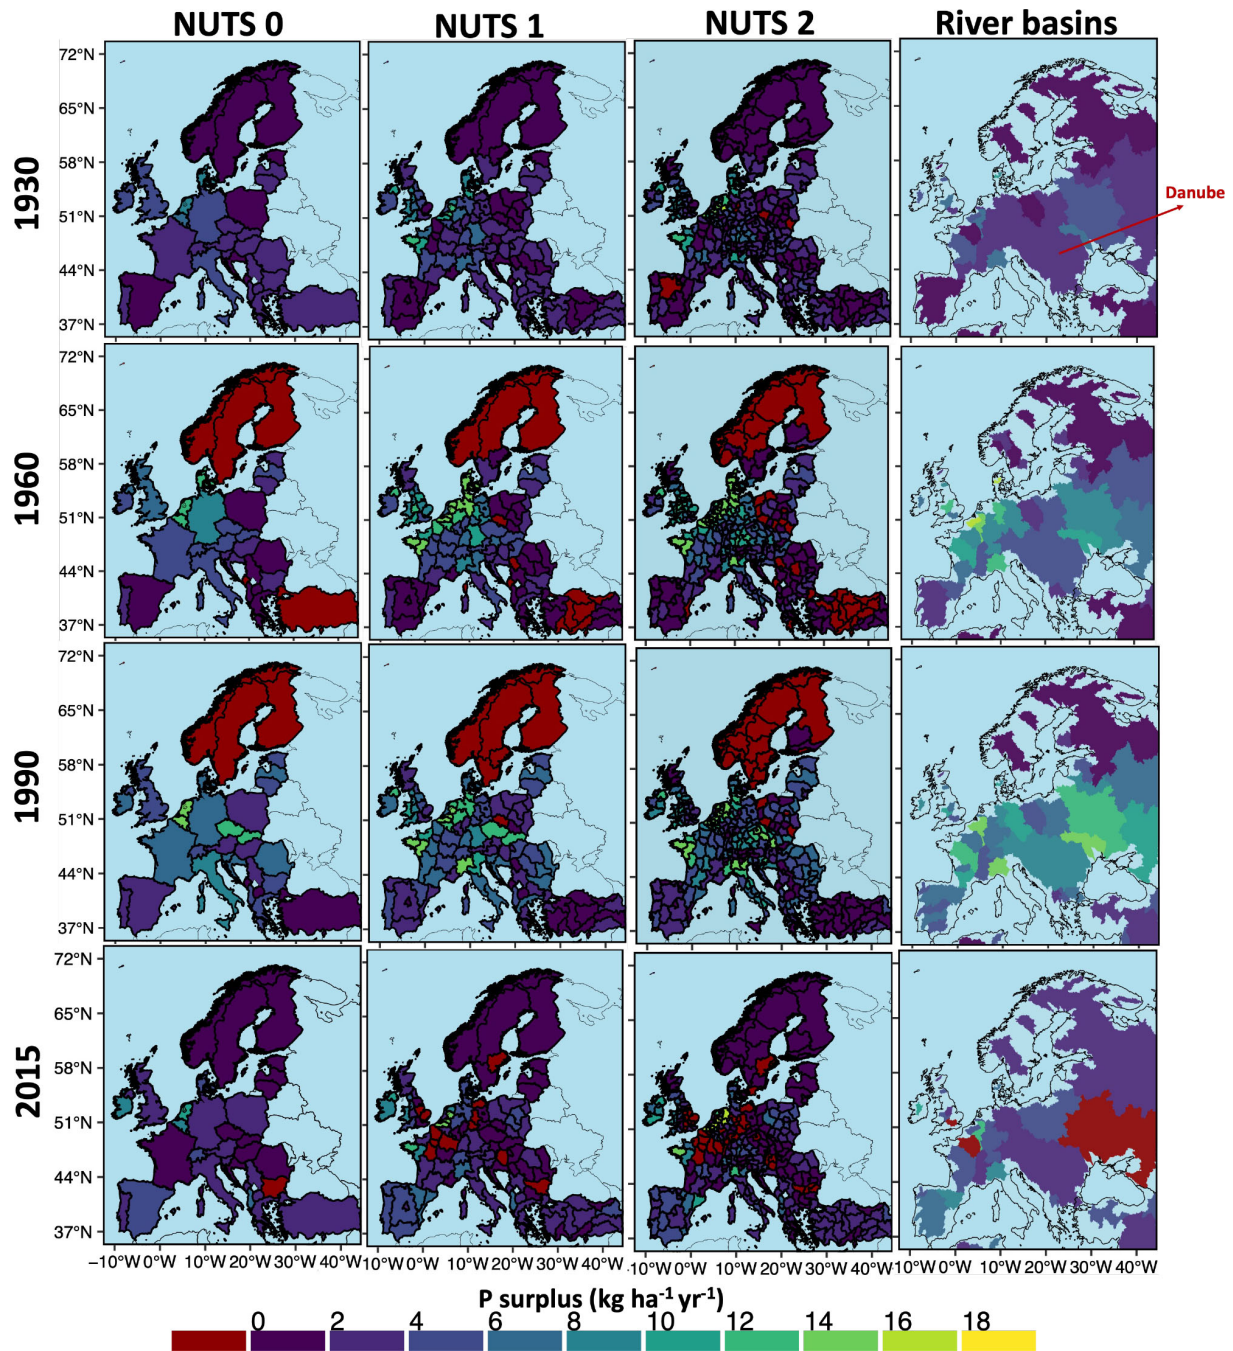 NUTS 0 NUTS 1 NUTS 2 River basins
1930
72°N
65°N
58°N
51°N
44°N
37°N
Danube
1960
72°N
65°N
58°N
51°N
44°N
37°N
1990
72°N
65°N
58°N
51°N
44°N
37°N
2015
72°N
65°N
58°N
51°N
44°N
37°N
−10°W 0°W 10°W 20°W 30°W 40°W
-10°W 0°W 10°W 20°W 30°W 40°W
·10°W 0°W 10°W 20°W 30°W 40°W
·10°W 0°W 10°W 20°W 30°W 40°W
P surplus (kg ha⁻¹ yr⁻¹)
0 2 4 6 8 10 12 14 16 18